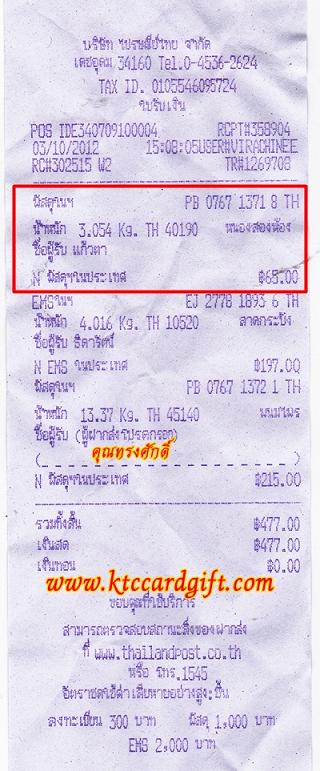 บริษัท ไปรษณีย์ไทย จำกัด
เดชอุดม 34160 Tel.0-4536-2624
TAX ID. 0105546095724
ใบรับเงิน
POS IDE340709100004 RCPT#358904
03/10/2012 15:08:05USER#VIRACHINEE
RC#302515 W2 TR#1269708
พัสดุในฯ PB 0767 1371 8 TH
น้ำหนัก 3.054 Kg. TH 40190 หนองสองห้อง
ชื่อผู้รับ แก้วตา
N พัสดุฯในประเทศ ฿65.00
EMSในฯ EJ 2778 1893 6 TH
น้ำหนัก 4.016 Kg. TH 10520 ลาดกระบัง
ชื่อผู้รับ ธิดารัตน์
N EMS ในประเทศ ฿197.00
พัสดุในฯ PB 0767 1372 1 TH
น้ำหนัก 13.37 Kg. TH 45140 พนมไพร
ชื่อผู้รับ (ผู้ฝากส่งโปรดกรอก)
คุณทรงศักดิ์
(_ _ _ _ _ _ _ _ _ _ _ _ _ _ _)
N พัสดุฯในประเทศ ฿215.00
รวมทั้งสิ้น ฿477.00
เงินสด ฿477.00
เงินทอน ฿0.00
www.ktccardgift.com
ขอบคุณที่ใช้บริการ
สามารถตรวจสอบสถานะสิ่งของฝากส่ง
ที่ www.thailandpost.co.th
หรือ โทร.1545
อัตราชดใช้ค่าเสียหายอย่างสูง:ชิ้น
ลงทะเบียน 300 บาท พัสดุ 1,000 บาท
EMS 2,000 บาท